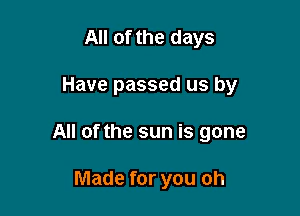 All of the days
Have passed us by
All of the sun is gone
Made for you oh